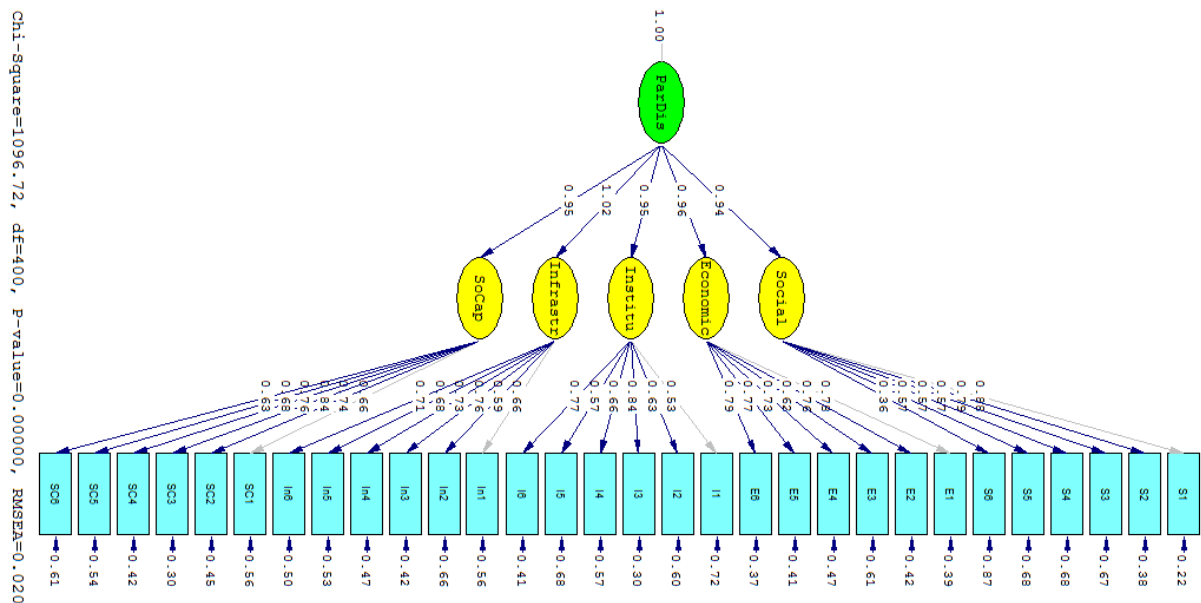 1.00
ParDis
0.94
0.96
0.95
1.02
0.95
Social
Economic
Institu
Infrastr
SoCap
0.88
0.79
0.57
0.57
0.57
0.36
0.78
0.76
0.62
0.73
0.77
0.79
0.53
0.63
0.84
0.66
0.57
0.77
0.66
0.59
0.76
0.73
0.68
0.71
0.66
0.74
0.84
0.76
0.68
0.63
S1 0.22
S2 0.38
S3 0.67
S4 0.68
S5 0.68
S6 0.87
E1 0.39
E2 0.42
E3 0.61
E4 0.47
E5 0.41
E6 0.37
I1 0.72
I2 0.60
I3 0.30
I4 0.57
I5 0.68
I6 0.41
In1 0.56
In2 0.66
In3 0.42
In4 0.47
In5 0.53
In6 0.50
SC1 0.56
SC2 0.45
SC3 0.30
SC4 0.42
SC5 0.54
SC6 0.61
Chi-Square=1096.72, df=400, P-value=0.00000, RMSEA=0.020